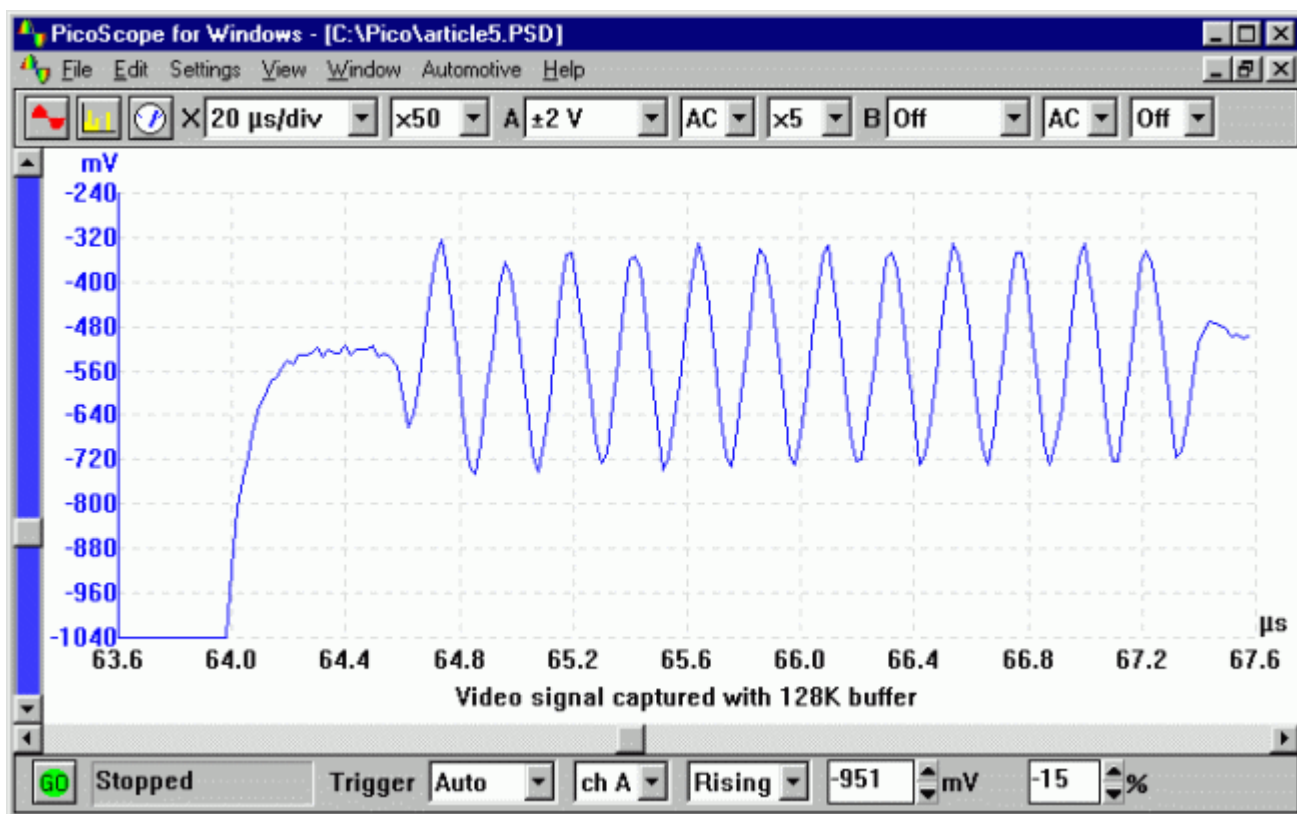 PicoScope for Windows - [C:\Pico\article5.PSD]
File Edit Settings View Window Automotive Help
X 20 µs/div x50 A ±2 V AC x5 B Off AC Off
mV
-240
-320
-400
-480
-560
-640
-720
-800
-880
-960
-1040
µs
63.6 64.0 64.4 64.8 65.2 65.6 66.0 66.4 66.8 67.2 67.6
Video signal captured with 128K buffer
GO Stopped Trigger Auto ch A Rising -951 mV -15 %